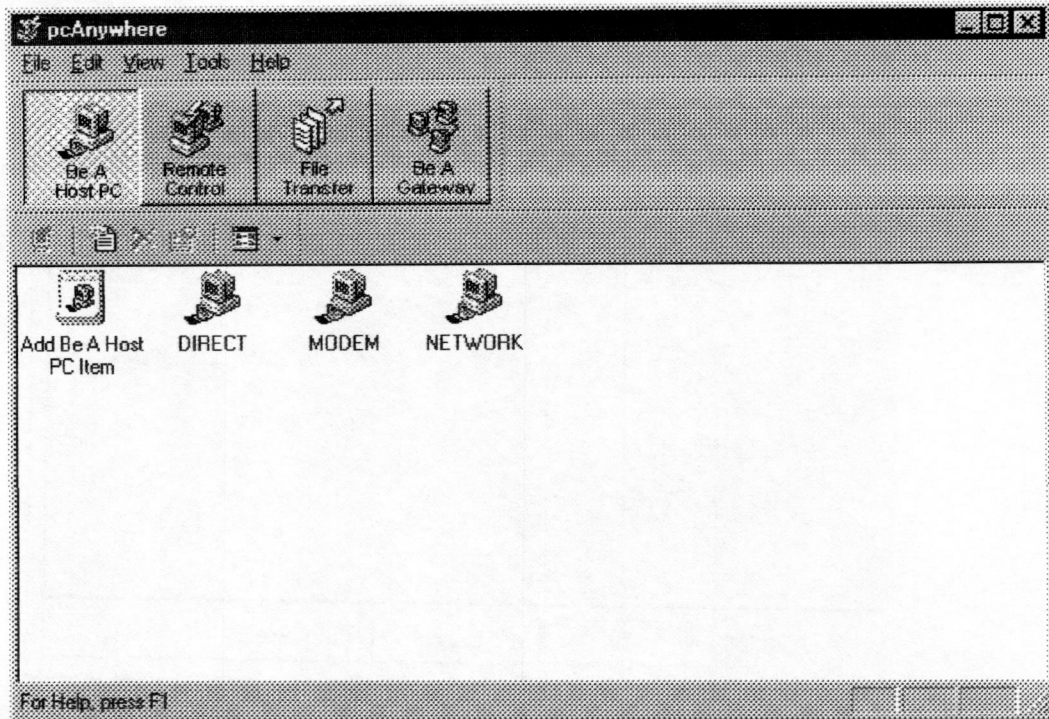 pcAnywhere
File Edit View Tools Help
Be A
Host PC
Remote
Control
File
Transfer
Be A
Gateway
Add Be A Host
PC Item
DIRECT
MODEM
NETWORK
For Help, press F1